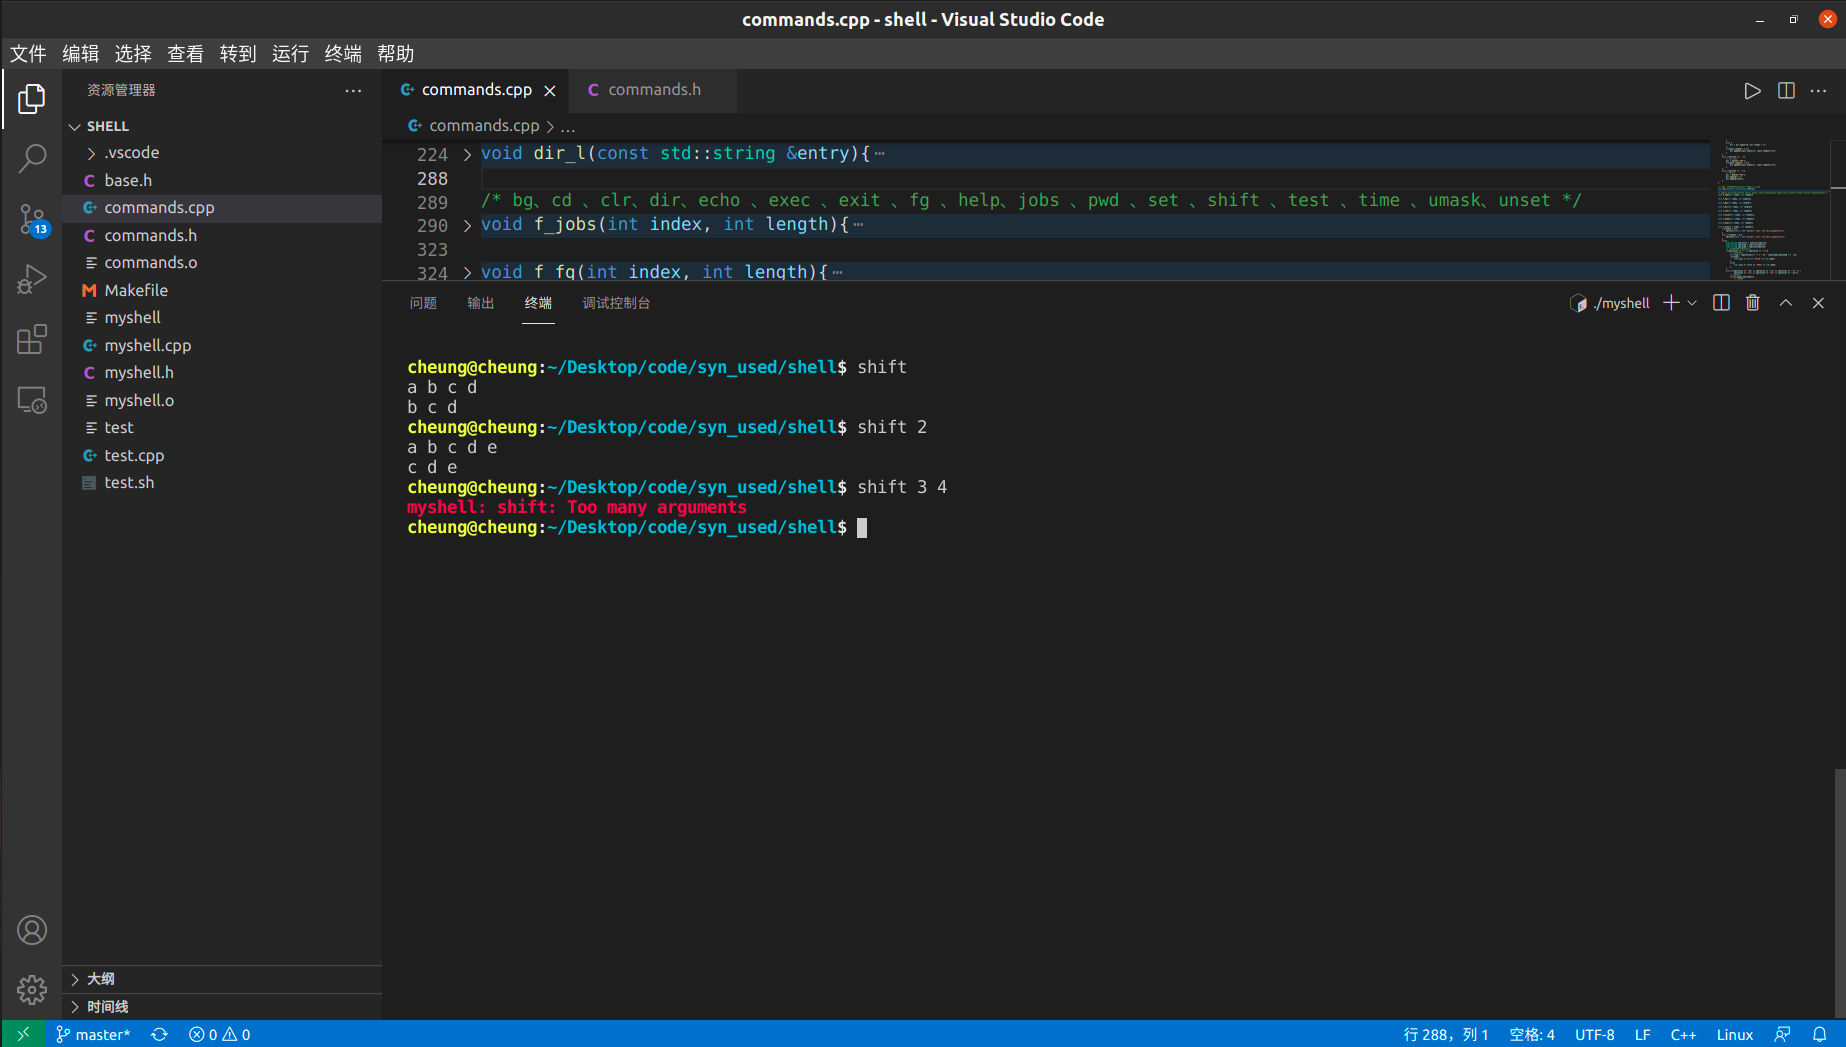 commands.cpp - shell - Visual Studio Code
文件 编辑 选择 查看 转到 运行 终端 帮助
资源管理器
SHELL
.vscode
base.h
commands.cpp
commands.h
commands.o
Makefile
myshell
myshell.cpp
myshell.h
myshell.o
test
test.cpp
test.sh
大纲
时间线
13
commands.cpp
commands.h
commands.cpp > ...
224 void dir_l(const std::string &entry){…
288
289 /* bg、cd 、clr、dir、echo 、exec 、exit 、fg 、help、jobs 、pwd 、set 、shift 、test 、time 、umask、unset */
290 void f_jobs(int index, int length){…
323
324 void f_fg(int index, int length){…
问题 输出 终端 调试控制台
./myshell
cheung@cheung:~/Desktop/code/syn_used/shell$ shift
a b c d
b c d
cheung@cheung:~/Desktop/code/syn_used/shell$ shift 2
a b c d e
c d e
cheung@cheung:~/Desktop/code/syn_used/shell$ shift 3 4
myshell: shift: Too many arguments
cheung@cheung:~/Desktop/code/syn_used/shell$
master* 0 0
行 288，列 1 空格: 4 UTF-8 LF C++ Linux